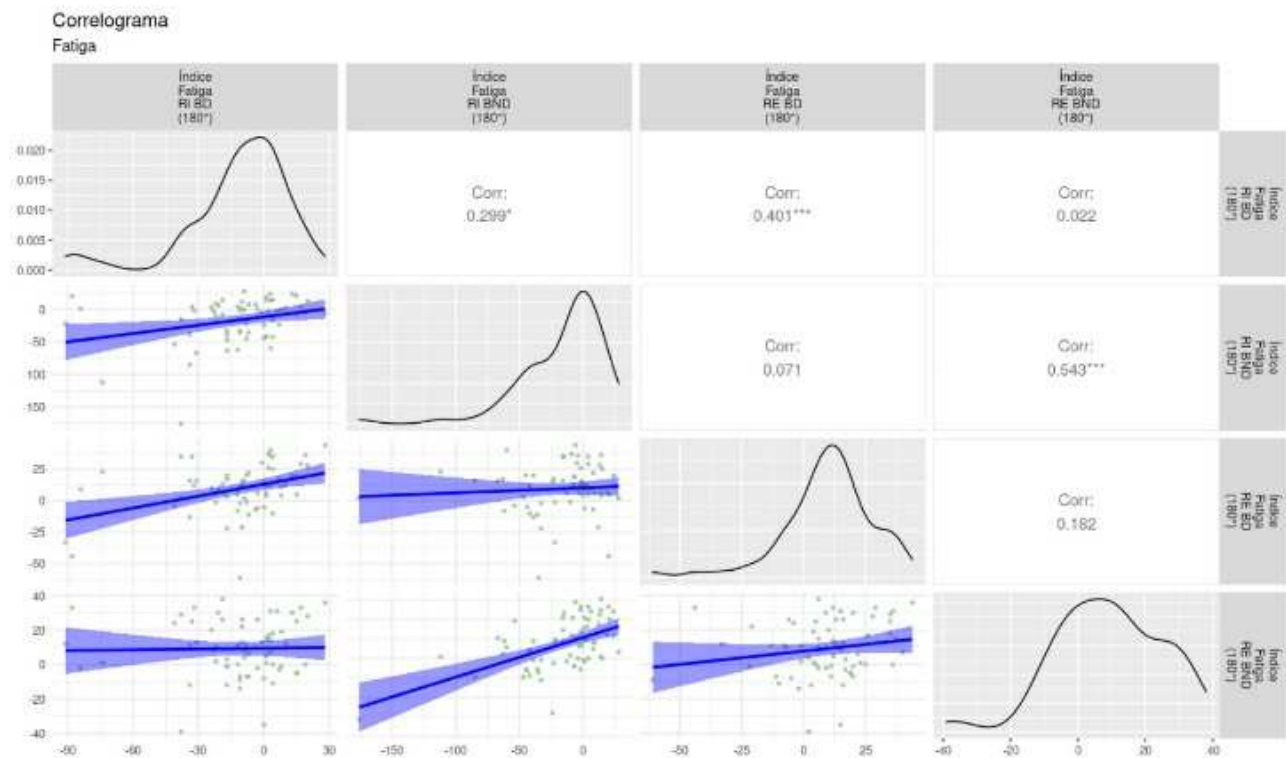 Correlograma
Fatiga
Índice
Fatiga
RI BD
(180°)
Índice
Fatiga
RI BND
(180°)
Índice
Fatiga
RE BD
(180°)
Índice
Fatiga
RE BND
(180°)
0.020
0.015
0.010
0.005
0.000
Corr:
0.299*
Corr:
0.401***
Corr:
0.022
Índice
Fatiga
RI BD
(180°)
0
-50
100
150
Corr:
0.071
Corr:
0.543***
Índice
Fatiga
RI BND
(180°)
25
0
-25
-50
Corr:
0.182
Índice
Fatiga
RE BD
(180°)
40
20
0
-20
-40
Índice
Fatiga
RE BND
(180°)
-90 -60 -30 0 30
-150 -100 -50 0
-50 -25 0 25
-40 -20 0 20 40